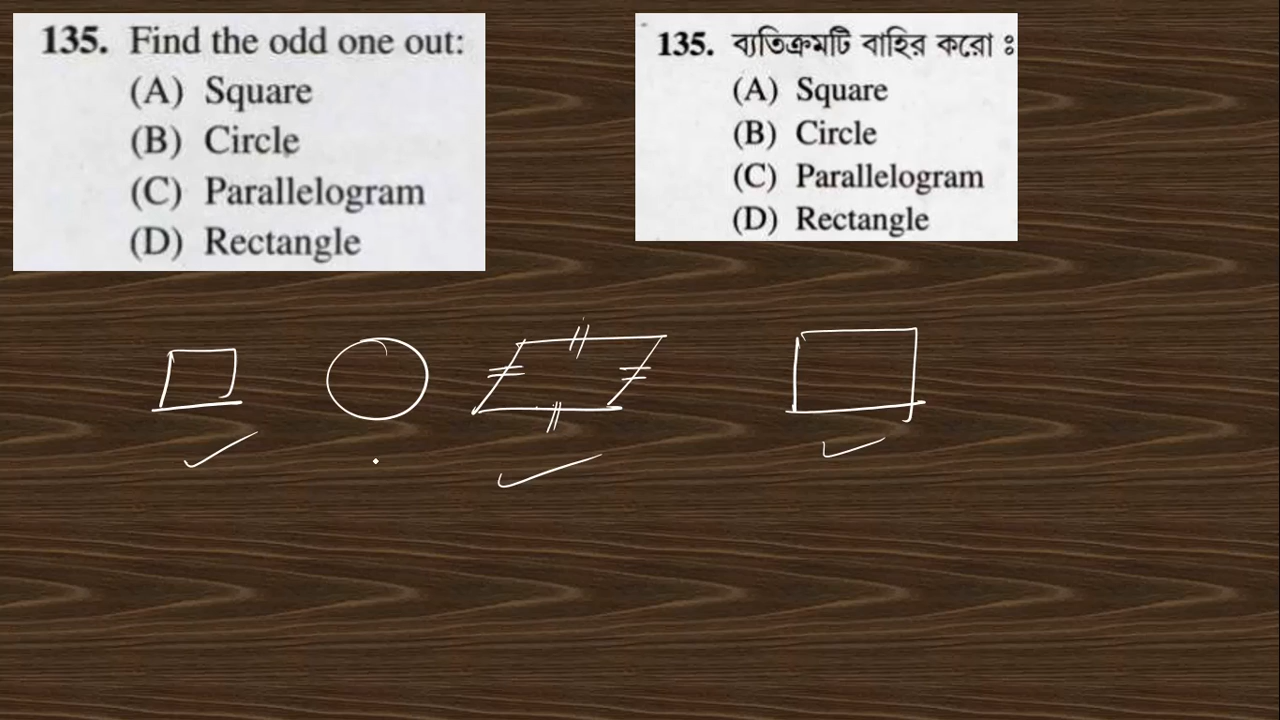 135. Find the odd one out:
(A) Square
(B) Circle
(C) Parallelogram
(D) Rectangle
135. ব্যতিক্রমটি বাহির করো ঃ
(A) Square
(B) Circle
(C) Parallelogram
(D) Rectangle